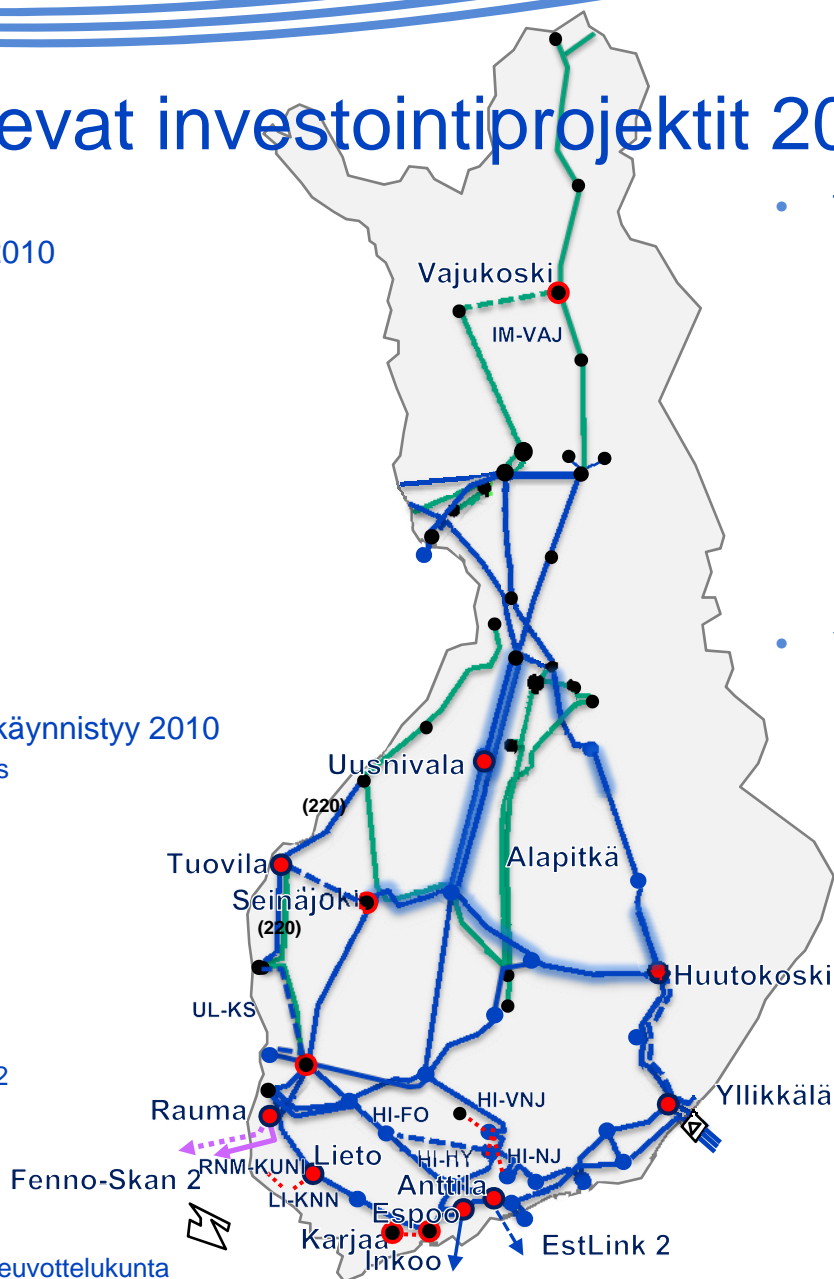 evat investointiprojektit 20
2010
Vajukoski
IM-VAJ
käynnistyy 2010
s
Uusnivala
(220)
Tuovila
Alapitkä
Seinäjoki
(220)
Huutokoski
UL-KS
2
Yllikkälä
HI-VNJ
Rauma
HI-FO
HI-HY
HI-NJ
RNM-KUNI
Lieto
Fenno-Skan 2
LI-KNN
Anttila
Espoo
Karjaa
Inkoo
EstLink 2
euvottelukunta